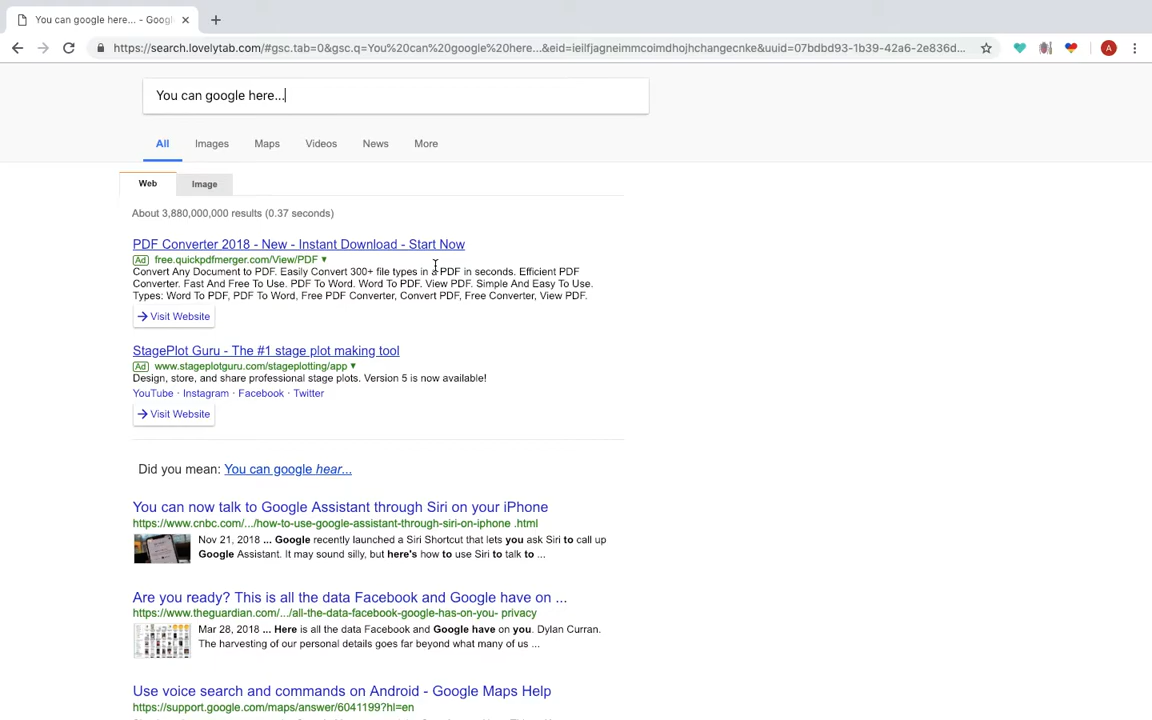 You can google here... - Googl
https://search.lovelytab.com/#gsc.tab=0&gsc.q=You%20can%20google%20here...&eid=ieilfjagneimmcoimdhojhchangecnke&uuid=07bdbd93-1b39-42a6-2e836d...
A
You can google here...
All Images Maps Videos News More
Web Image
About 3,880,000,000 results (0.37 seconds)
PDF Converter 2018 - New - Instant Download - Start Now
Ad free.quickpdfmerger.com/View/PDF
Convert Any Document to PDF. Easily Convert 300+ file types in a PDF in seconds. Efficient PDF
Converter. Fast And Free To Use. PDF To Word. Word To PDF. View PDF. Simple And Easy To Use.
Types: Word To PDF, PDF To Word, Free PDF Converter, Convert PDF, Free Converter, View PDF.
Visit Website
StagePlot Guru - The #1 stage plot making tool
Ad www.stageplotguru.com/stageplotting/app
Design, store, and share professional stage plots. Version 5 is now available!
YouTube · Instagram · Facebook · Twitter
Visit Website
Did you mean: You can google hear...
You can now talk to Google Assistant through Siri on your iPhone
https://www.cnbc.com/.../how-to-use-google-assistant-through-siri-on-iphone .html
Nov 21, 2018 ... Google recently launched a Siri Shortcut that lets you ask Siri to call up
Google Assistant. It may sound silly, but here's how to use Siri to talk to ...
Are you ready? This is all the data Facebook and Google have on ...
https://www.theguardian.com/.../all-the-data-facebook-google-has-on-you- privacy
Mar 28, 2018 ... Here is all the data Facebook and Google have on you. Dylan Curran.
The harvesting of our personal details goes far beyond what many of us ...
Use voice search and commands on Android - Google Maps Help
https://support.google.com/maps/answer/6041199?hl=en